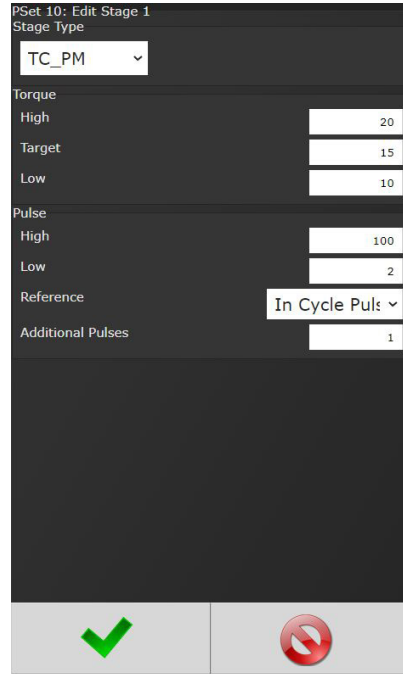 PSet 10: Edit Stage 1
Stage Type
TC_PM
Torque
High 20
Target 15
Low 10
Pulse
High 100
Low 2
Reference In Cycle Puls
Additional Pulses 1